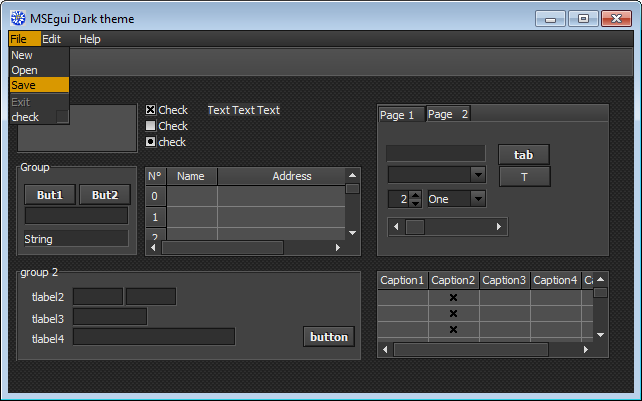 MSEgui Dark theme
File Edit Help
New
Open
Save
Exit
check
Check Text Text Text
Check
check
Page 1 Page 2
tab
T
2 One
Group
But1 But2
String
N° Name Address
0
1
2
group 2
tlabel2
tlabel3
tlabel4
button
Caption1 Caption2 Caption3 Caption4 Ca